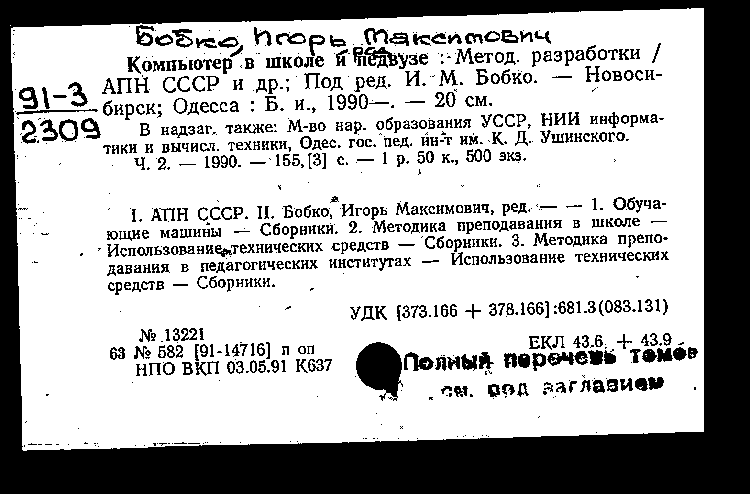 Бобко, Игорь Максимович
ред.
Компьютер в школе и педвузе : Метод. разработки /
АПН СССР и др.; Под ред. И. М. Бобко. — Новоси-
91-3
бирск; Одесса : Б. и., 1990—. — 20 см.
2309
В надзаг. также: М-во нар. образования УССР, НИИ информа-
тики и вычисл. техники, Одес. гос. пед. ин-т им. К. Д. Ушинского.
Ч. 2. — 1990. — 155,[3] с. — 1 р. 50 к., 500 экз.
I. АПН СССР. II. Бобко, Игорь Максимович, ред. — — 1. Обуча-
ющие машины — Сборники. 2. Методика преподавания в школе —
Использование технических средств — Сборники. 3. Методика препо-
давания в педагогических институтах — Использование технических
средств — Сборники.
УДК [373.166 + 378.166]:681.3(083.131)
№ 13221
63 № 582 [91-14716] п оп
ЕКЛ 43.6 + 43.9
НПО ВКП 03.05.91 К637
Полный перечень томов
см. под заглавием